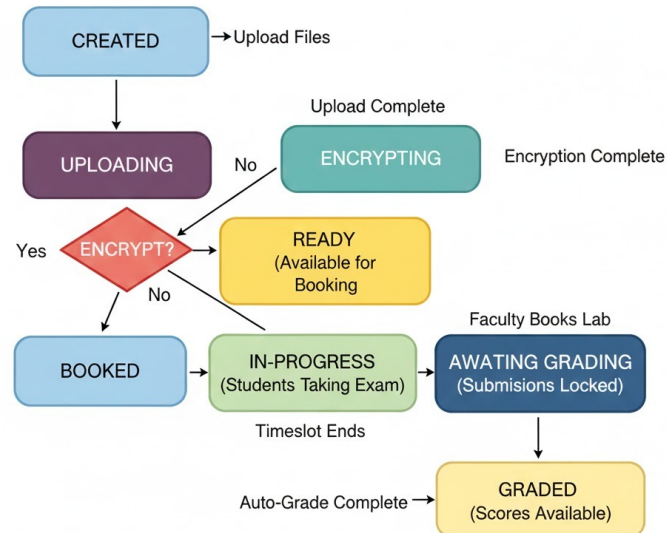 CREATED
Upload Files
Upload Complete
UPLOADING
No
ENCRYPTING
Encryption Complete
Yes
ENCRYPT?
READY
(Available for
Booking
No
Faculty Books Lab
BOOKED
IN-PROGRESS
(Students Taking Exam)
AWATING GRADING
(Submisions Locked)
Timeslot Ends
Auto-Grade Complete
GRADED
(Scores Available)